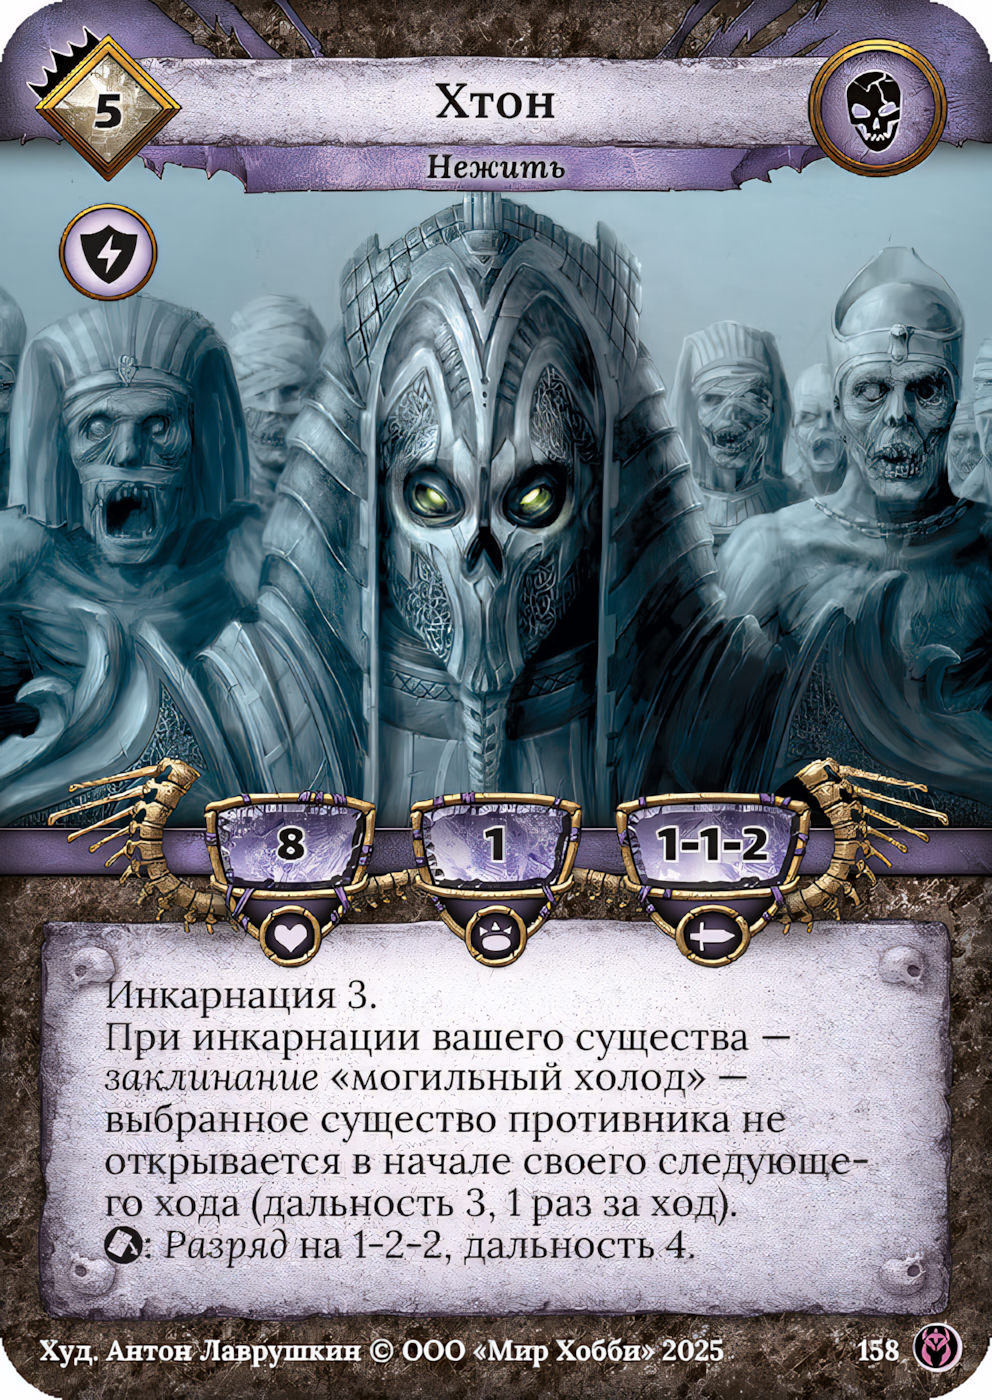 5
Хтон
Нежить
8
1
1-1-2
Инкарнация 3.
При инкарнации вашего существа —
заклинание «могильный холод» —
выбранное существо противника не
открывается в начале своего следующе-
го хода (дальность 3, 1 раз за ход).
: Разряд на 1-2-2, дальность 4.
Худ. Антон Лаврушкин © ООО «Мир Хобби» 2025
158